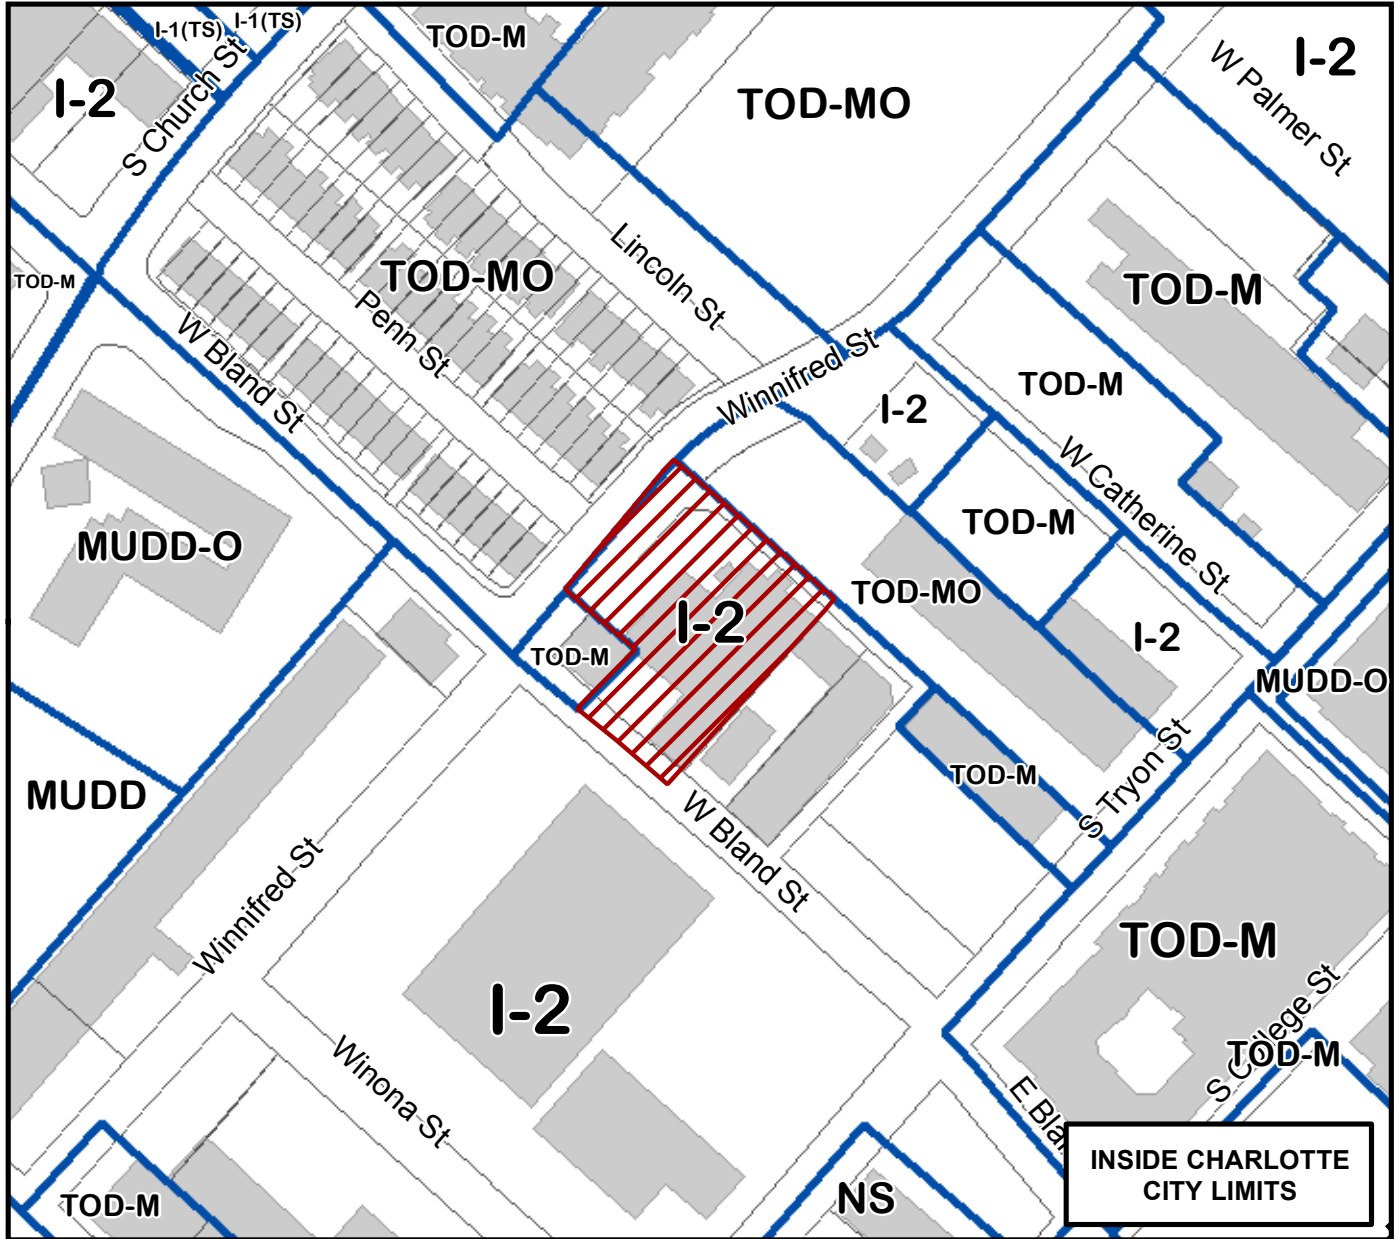 I-1(TS)
I-1(TS)
TOD-M
I-2
S Church St
TOD-MO
I-2
W Palmer St
TOD-M
TOD-MO
Lincoln St
Penn St
W Bland St
TOD-M
Winnifred St
TOD-M
I-2
W Catherine St
TOD-M
MUDD-O
TOD-MO
I-2
I-2
TOD-M
MUDD-O
MUDD
TOD-M
S Tryon St
W Bland St
Winnifred St
TOD-M
I-2
S College St
TOD-M
Winona St
E Bla
INSIDE CHARLOTTE
CITY LIMITS
TOD-M
NS